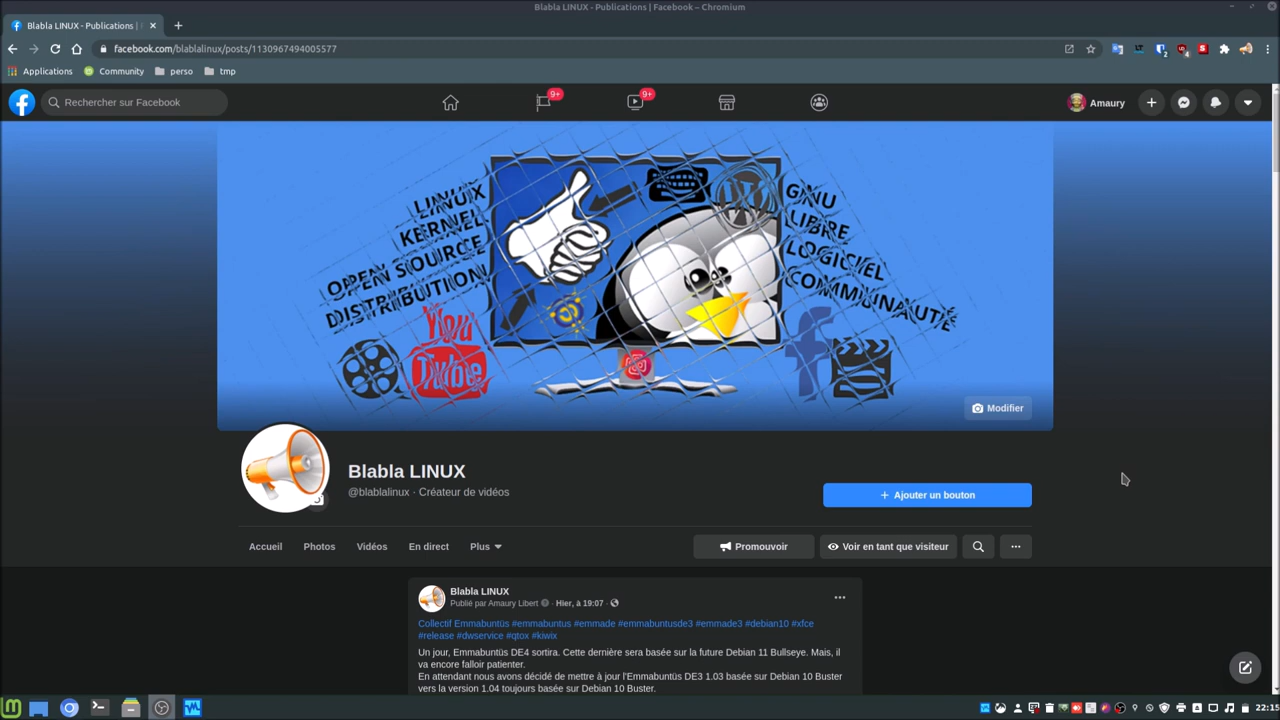 Blabla LINUX - Publications | Facebook – Chromium
Blabla LINUX - Publications |
facebook.com/blablalinux/posts/1130967494005577
Applications Community perso tmp
Rechercher sur Facebook
9+ 9+
Amaury
LINUX
KERNEL
OPEN SOURCE
DISTRIBUTION
GNU
LIBRE
LOGICIEL
COMMUNAUTÉ
You
Tube
Modifier
Blabla LINUX
@blablalinux · Créateur de vidéos
+ Ajouter un bouton
Accueil Photos Vidéos En direct Plus
Promouvoir Voir en tant que visiteur
Blabla LINUX
Publié par Amaury Libert · Hier, à 19:07 ·
Collectif Emmabuntüs #emmabuntus #emmade #emmabuntusde3 #emmade3 #debian10 #xfce
#release #dwservice #qtox #kiwix
Un jour, Emmabuntüs DE4 sortira. Cette dernière sera basée sur la future Debian 11 Bullseye. Mais, il
va encore falloir patienter.
En attendant nous avons décidé de mettre à jour l'Emmabuntüs DE3 1.03 basée sur Debian 10 Buster
vers la version 1.04 toujours basée sur Debian 10 Buster.
22:15